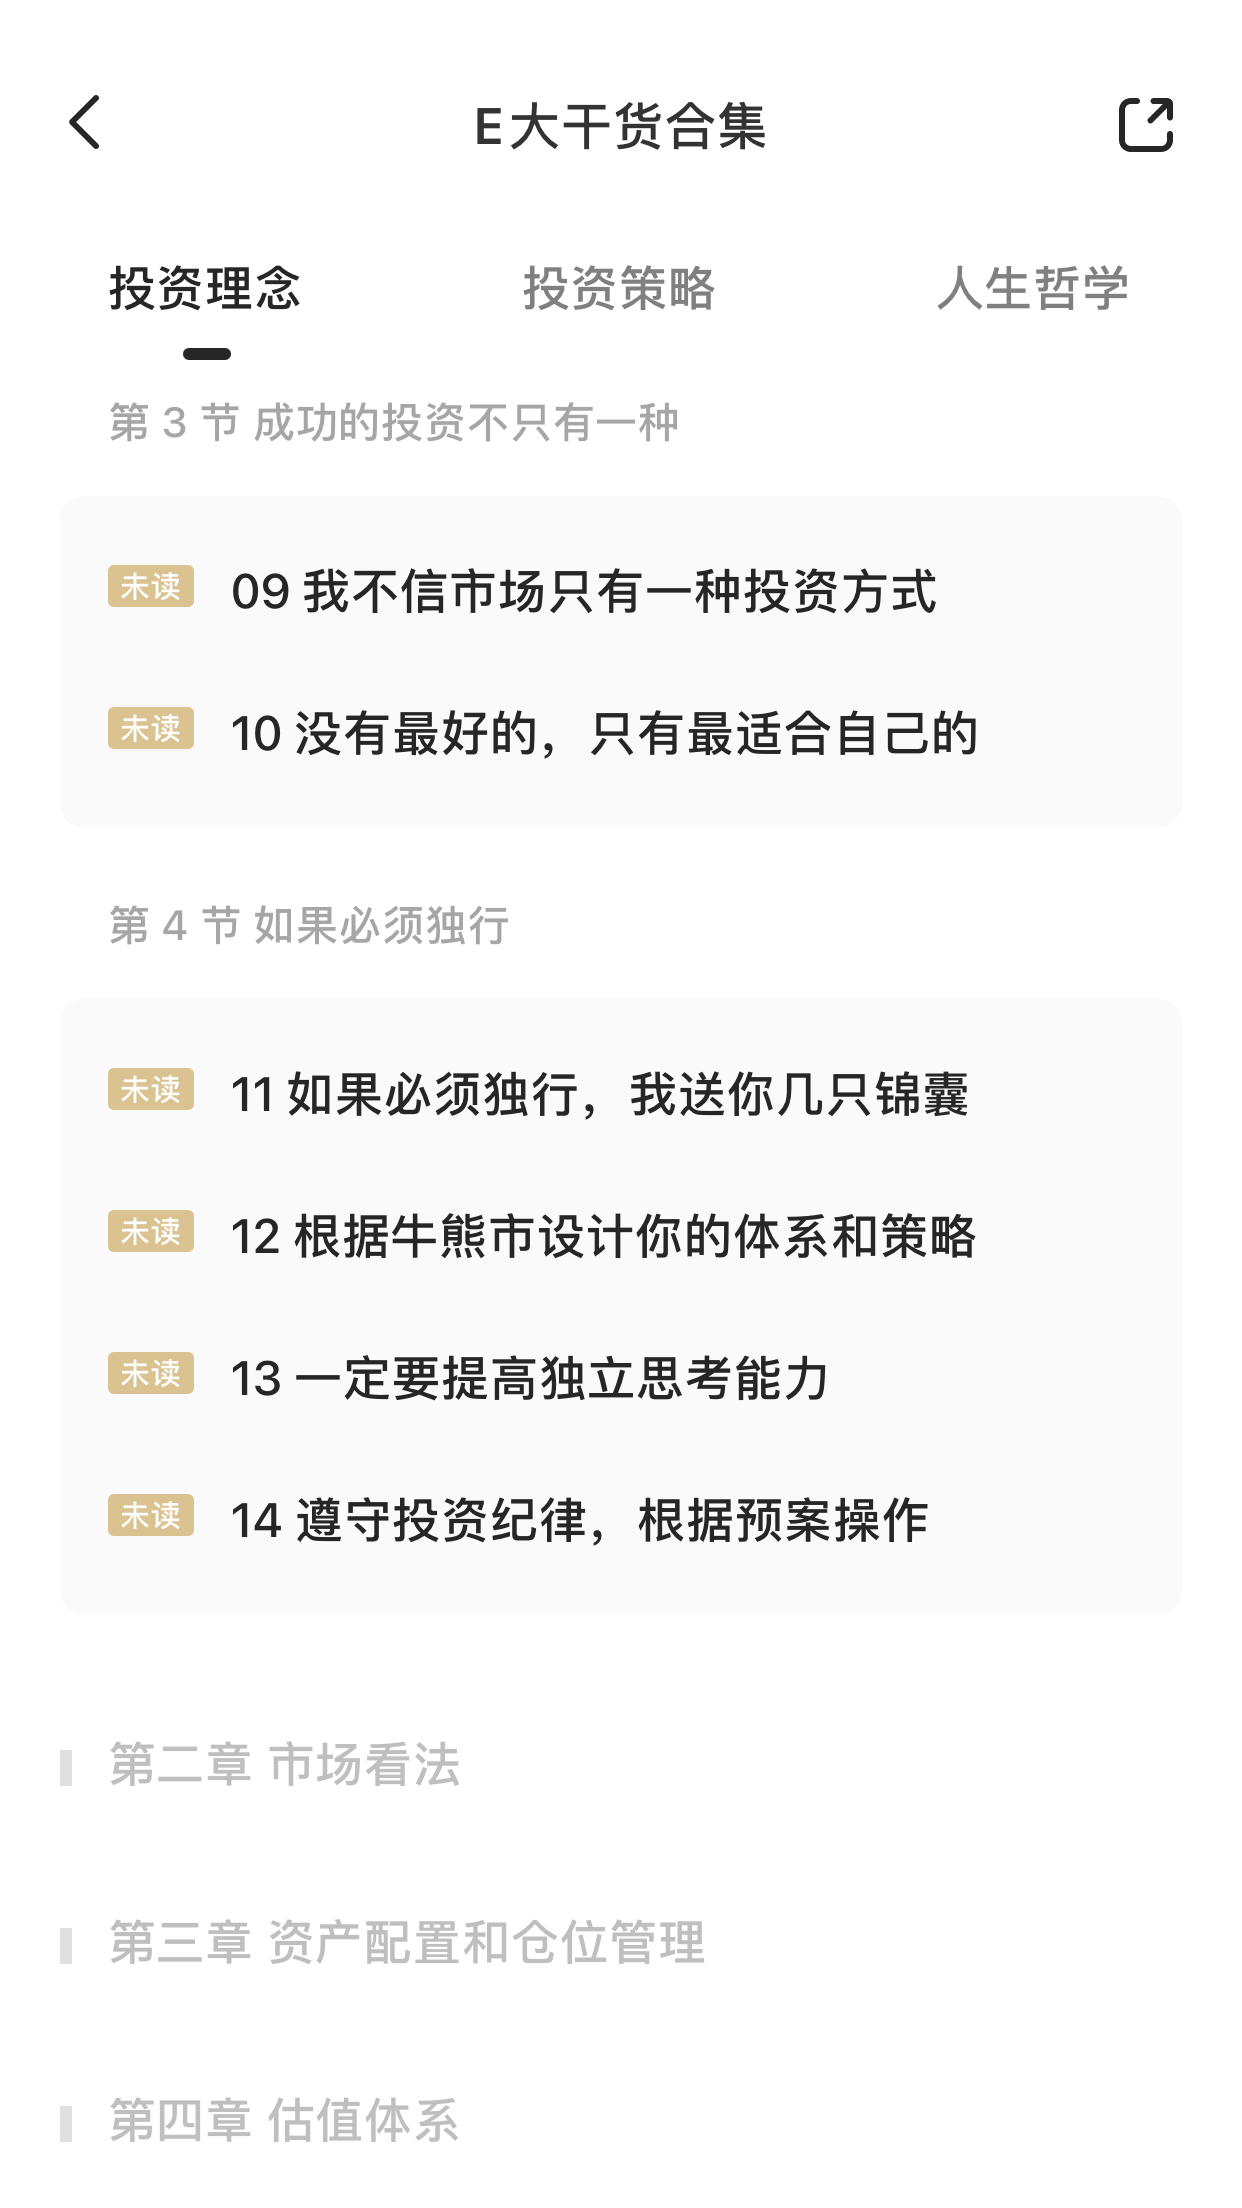 E大干货合集
投资理念 投资策略 人生哲学
第 3 节 成功的投资不只有一种
未读 09 我不信市场只有一种投资方式
未读 10 没有最好的，只有最适合自己的
第 4 节 如果必须独行
未读 11 如果必须独行，我送你几只锦囊
未读 12 根据牛熊市设计你的体系和策略
未读 13 一定要提高独立思考能力
未读 14 遵守投资纪律，根据预案操作
第二章 市场看法
第三章 资产配置和仓位管理
第四章 估值体系